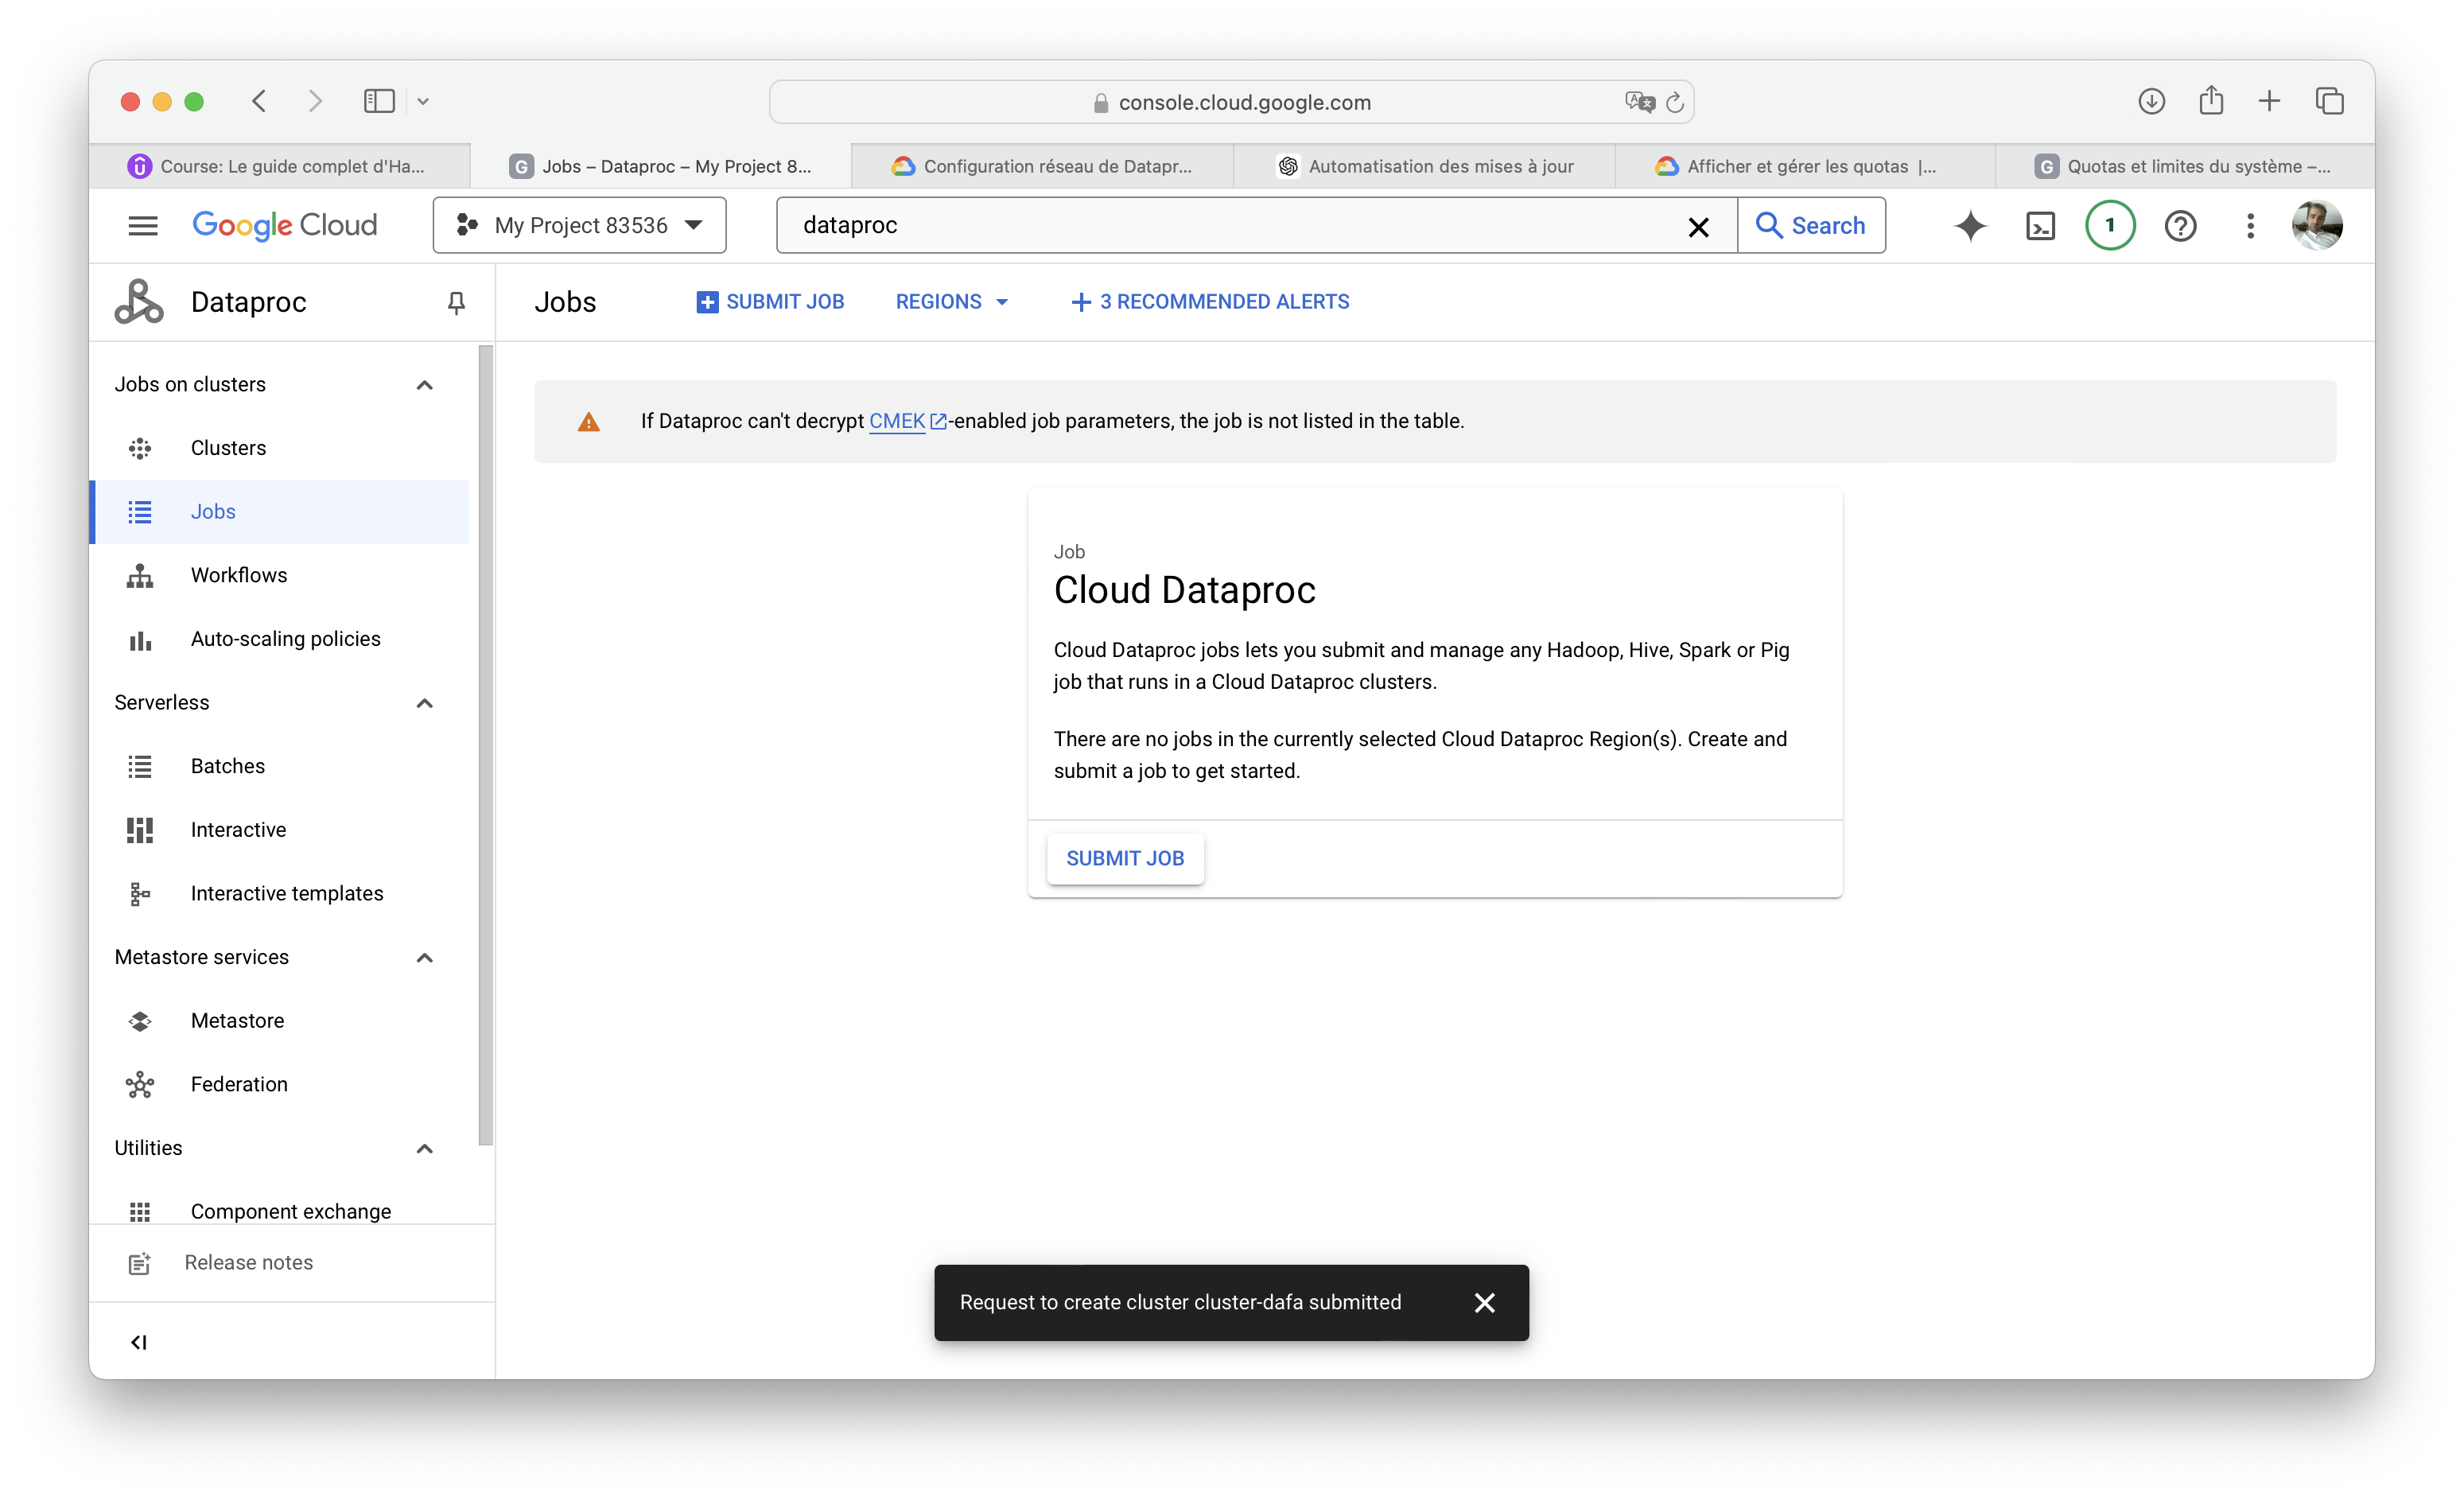 console.cloud.google.com
Course: Le guide complet d'Ha...
Jobs – Dataproc – My Project 8...
Configuration réseau de Datapr...
Automatisation des mises à jour
Afficher et gérer les quotas |...
Quotas et limites du système –...
Google Cloud
My Project 83536
dataproc
Search
1
Dataproc
Jobs
SUBMIT JOB
REGIONS
3 RECOMMENDED ALERTS
Jobs on clusters
Clusters
Jobs
Workflows
Auto-scaling policies
Serverless
Batches
Interactive
Interactive templates
Metastore services
Metastore
Federation
Utilities
Component exchange
Release notes
If Dataproc can't decrypt CMEK-enabled job parameters, the job is not listed in the table.
Job
Cloud Dataproc
Cloud Dataproc jobs lets you submit and manage any Hadoop, Hive, Spark or Pig
job that runs in a Cloud Dataproc clusters.
There are no jobs in the currently selected Cloud Dataproc Region(s). Create and
submit a job to get started.
SUBMIT JOB
Request to create cluster cluster-dafa submitted